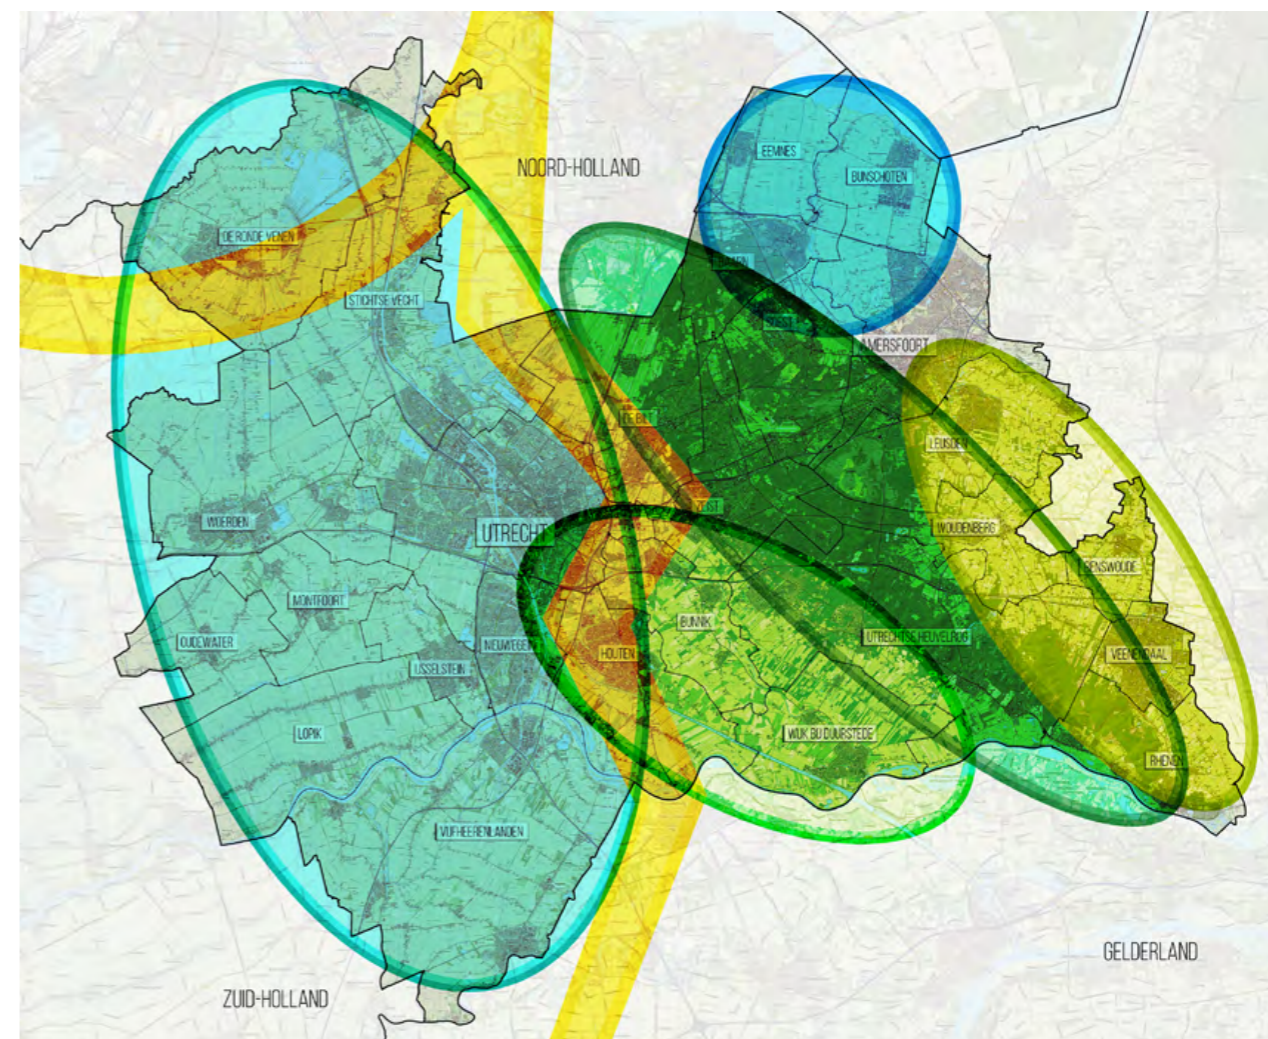 NOORD-HOLLAND
EEMNES
BUNSCHOTEN
DE RONDE VENEN
STICHTSE VECHT
SOEST
AMERSFOORT
DE BILT
LEUSDEN
ZEIST
WOERDEN
UTRECHT
WOUDENBERG
RENSWOUDE
MONTFOORT
BUNNIK
OUDEWATER
NIEUWEGEIN
HOUTEN
UTRECHTSE HEUVELRUG
VEENENDAAL
IJSSELSTEIN
LOPIK
WIJK BIJ DUURSTEDE
RHENEN
VIJFHEERENLANDEN
GELDERLAND
ZUID-HOLLAND